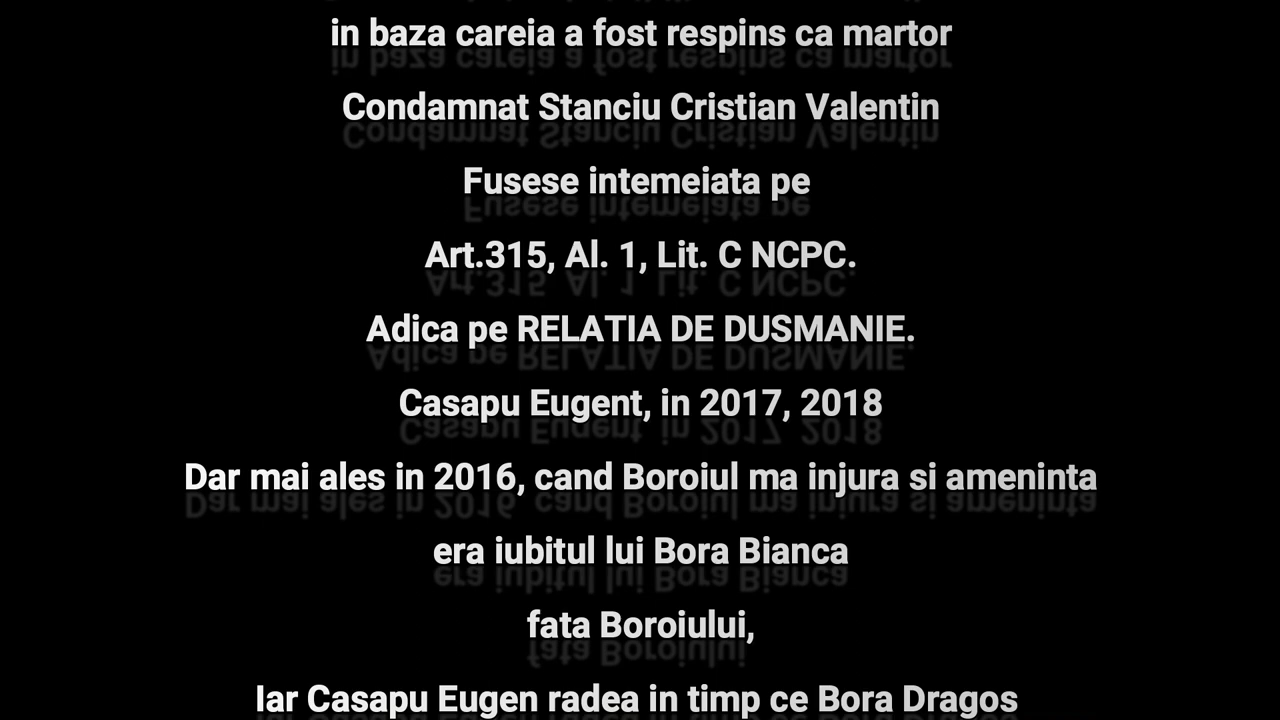 in baza careia a fost respins ca martor
Condamnat Stanciu Cristian Valentin
Fusese intemeiata pe
Art.315, Al. 1, Lit. C NCPC.
Adica pe RELATIA DE DUSMANIE.
Casapu Eugent, in 2017, 2018
Dar mai ales in 2016, cand Boroiul ma injura si ameninta
era iubitul lui Bora Bianca
fata Boroiului,
Iar Casapu Eugen radea in timp ce Bora Dragos